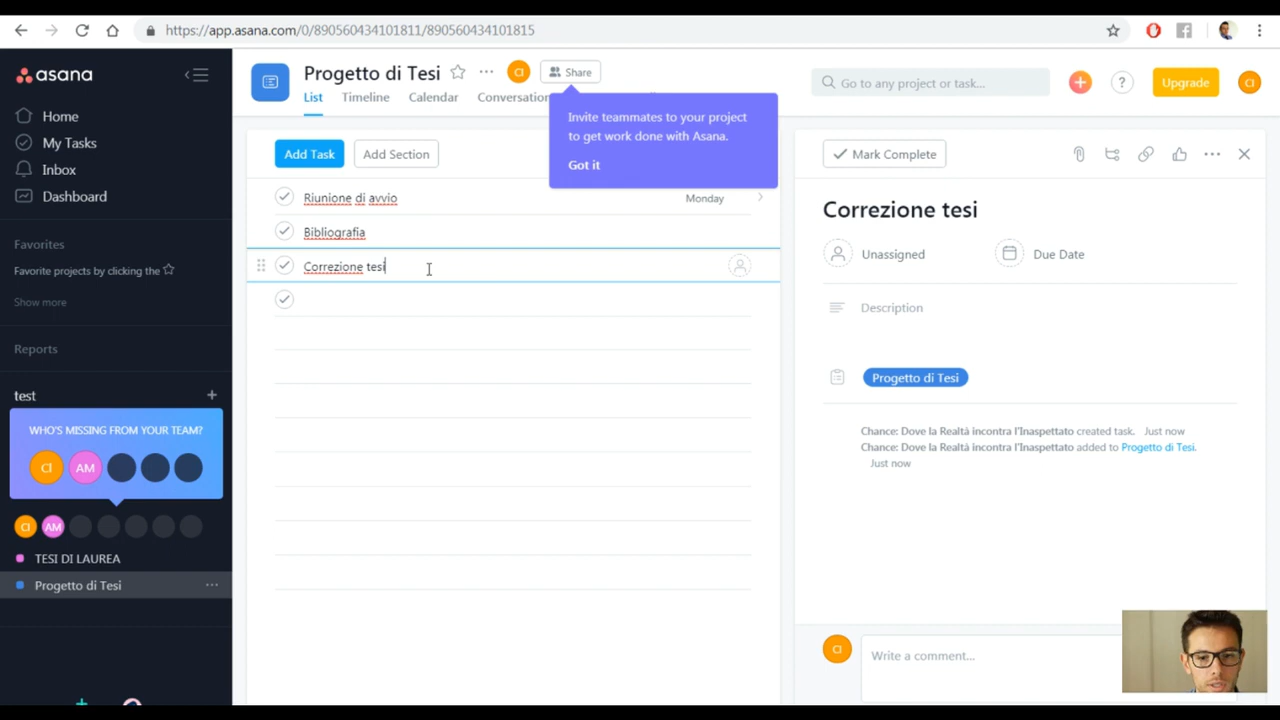 https://app.asana.com/0/890560434101811/890560434101815
asana
Home
My Tasks
Inbox
Dashboard
Favorites
Favorite projects by clicking the
Show more
Reports
test
WHO'S MISSING FROM YOUR TEAM?
CI
AM
CI
AM
TESI DI LAUREA
Progetto di Tesi
Progetto di Tesi
CI
Share
List
Timeline
Calendar
Conversation
Invite teammates to your project
to get work done with Asana.
Got it
Go to any project or task...
?
Upgrade
CI
Add Task
Add Section
Riunione di avvio
Monday
Bibliografia
Correzione tesi
Mark Complete
Correzione tesi
Unassigned
Due Date
Description
Progetto di Tesi
Chance: Dove la Realtà incontra l'Inaspettato created task. Just now
Chance: Dove la Realtà incontra l'Inaspettato added to Progetto di Tesi.
Just now
CI
Write a comment...